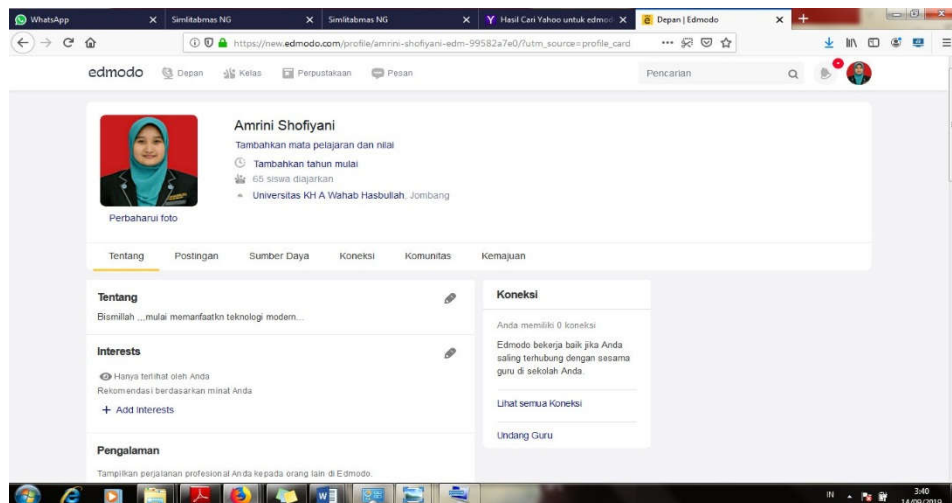 WhatsApp
Simlitabmas NG
Simlitabmas NG
Hasil Cari Yahoo untuk edmod
Depan | Edmodo
https://new.edmodo.com/profile/amrini-shofiyani-edm-99582a7e0/?utm_source=profile_card
edmodo Depan Kelas Perpustakaan Pesan Pencarian
Amrini Shofiyani
Tambahkan mata pelajaran dan nilai
Tambahkan tahun mulai
65 siswa diajarkan
Universitas KH A Wahab Hasbullah, Jombang
Perbaharui foto
Tentang Postingan Sumber Daya Koneksi Komunitas Kemajuan
Tentang
Bismillah ,,,mulai memanfaatkn teknologi modern...
Interests
Hanya terlihat oleh Anda
Rekomendasi berdasarkan minat Anda
+ Add Interests
Pengalaman
Tampilkan perjalanan profesional Anda kepada orang lain di Edmodo.
Koneksi
Anda memiliki 0 koneksi
Edmodo bekerja baik jika Anda
saling terhubung dengan sesama
guru di sekolah Anda.
Lihat semua Koneksi
Undang Guru
IN
3:40
14/09/2019